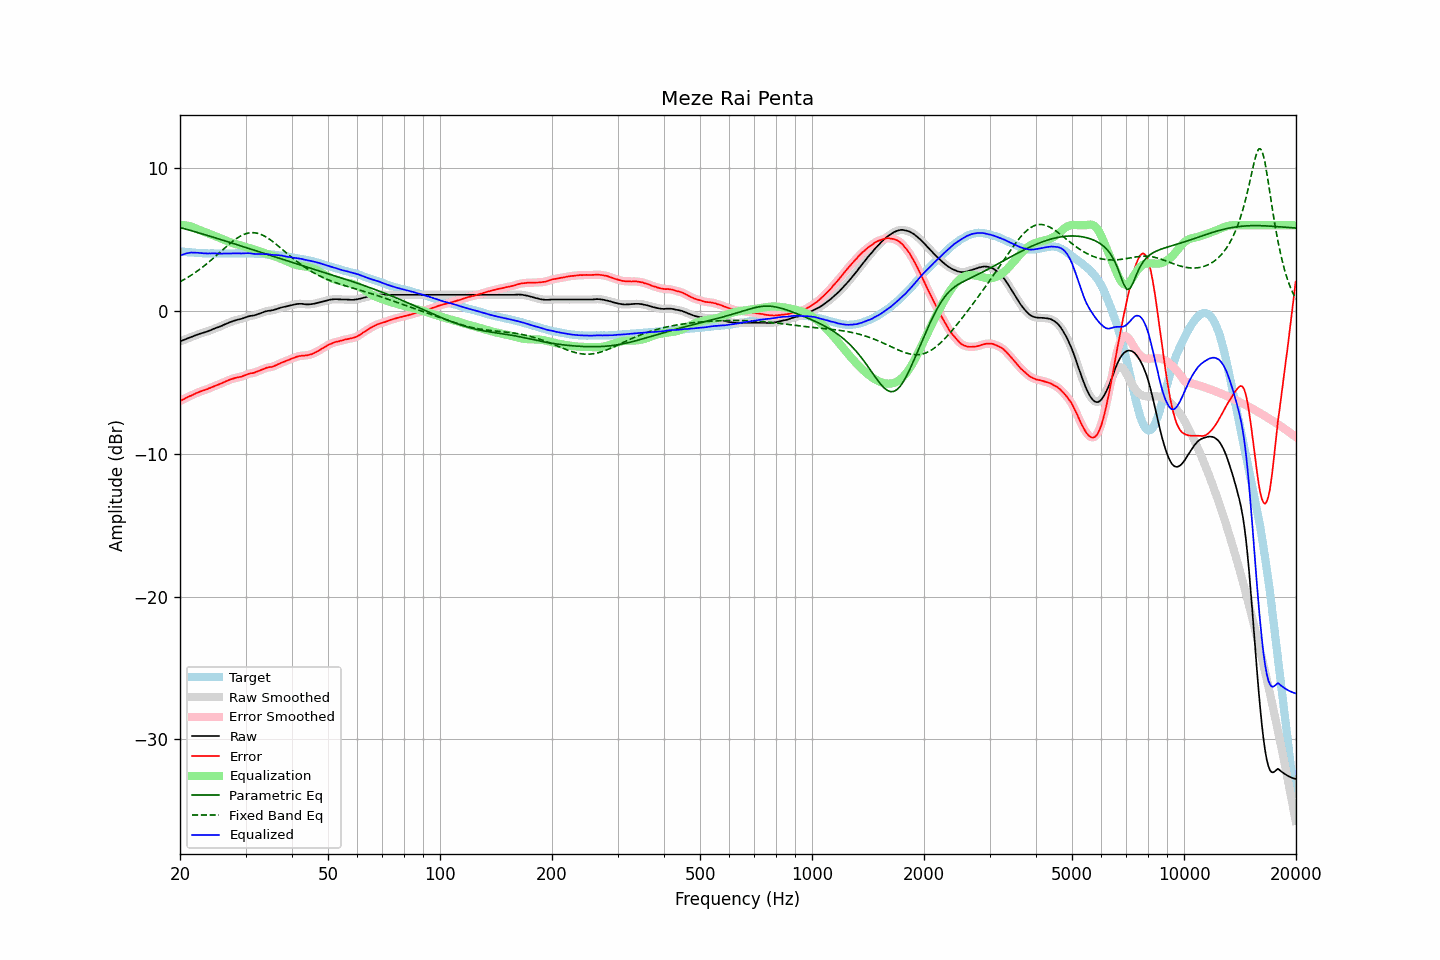 Meze Rai Penta
10
0
−10
−20
−30
Amplitude (dBr)
Target
Raw Smoothed
Error Smoothed
Raw
Error
Equalization
Parametric Eq
Fixed Band Eq
Equalized
20 50 100 200 500 1000 2000 5000 10000 20000
Frequency (Hz)